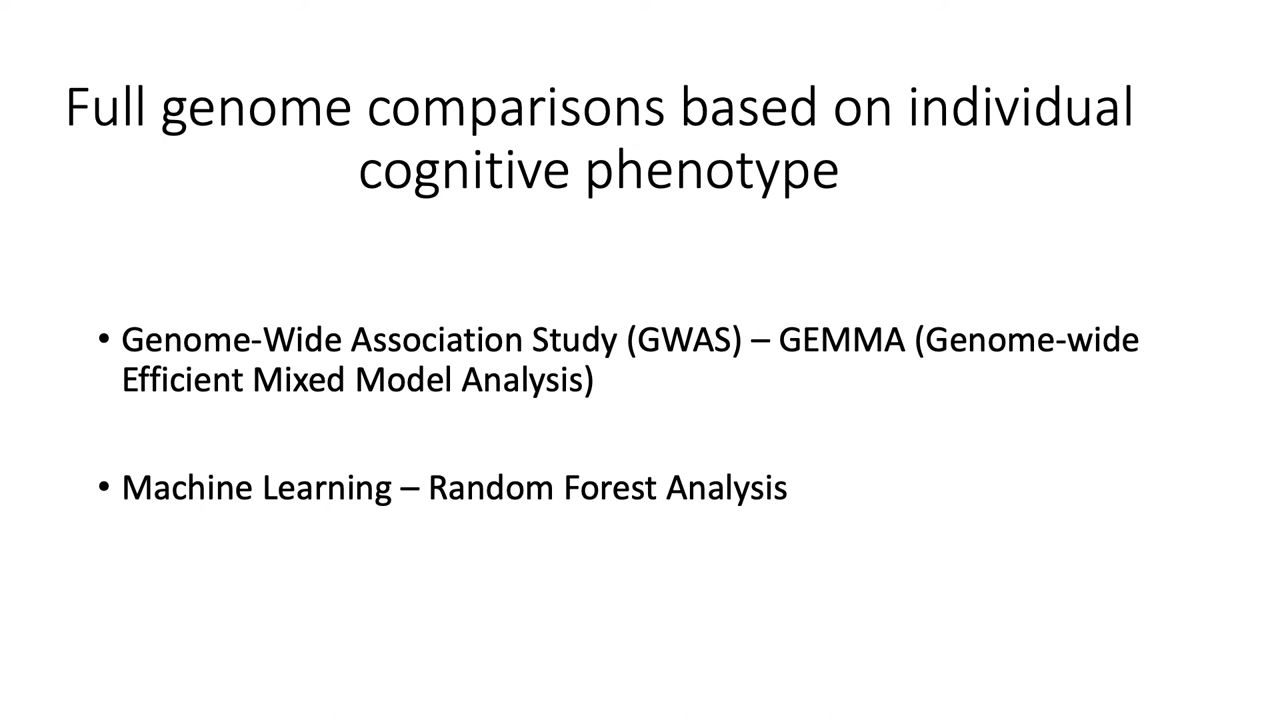 Full genome comparisons based on individual
cognitive phenotype
• Genome-Wide Association Study (GWAS) – GEMMA (Genome-wide
Efficient Mixed Model Analysis)
• Machine Learning – Random Forest Analysis